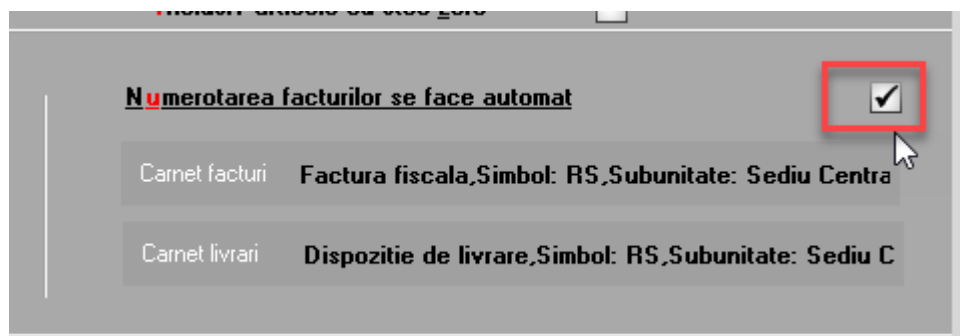 Numerotarea facturilor se face automat
Carnet facturi Factura fiscala,Simbol: RS,Subunitate: Sediu Centra
Carnet livrari Dispozitie de livrare,Simbol: RS,Subunitate: Sediu C